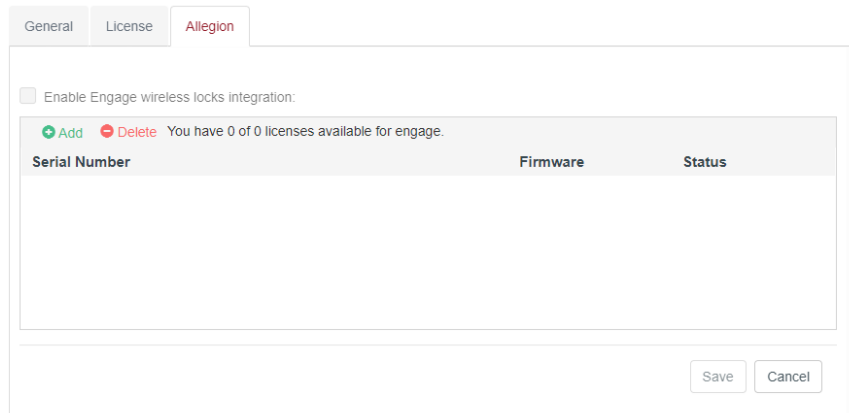 General License Allegion
Enable Engage wireless locks integration:
Add Delete You have 0 of 0 licenses available for engage.
Serial Number Firmware Status
Save Cancel